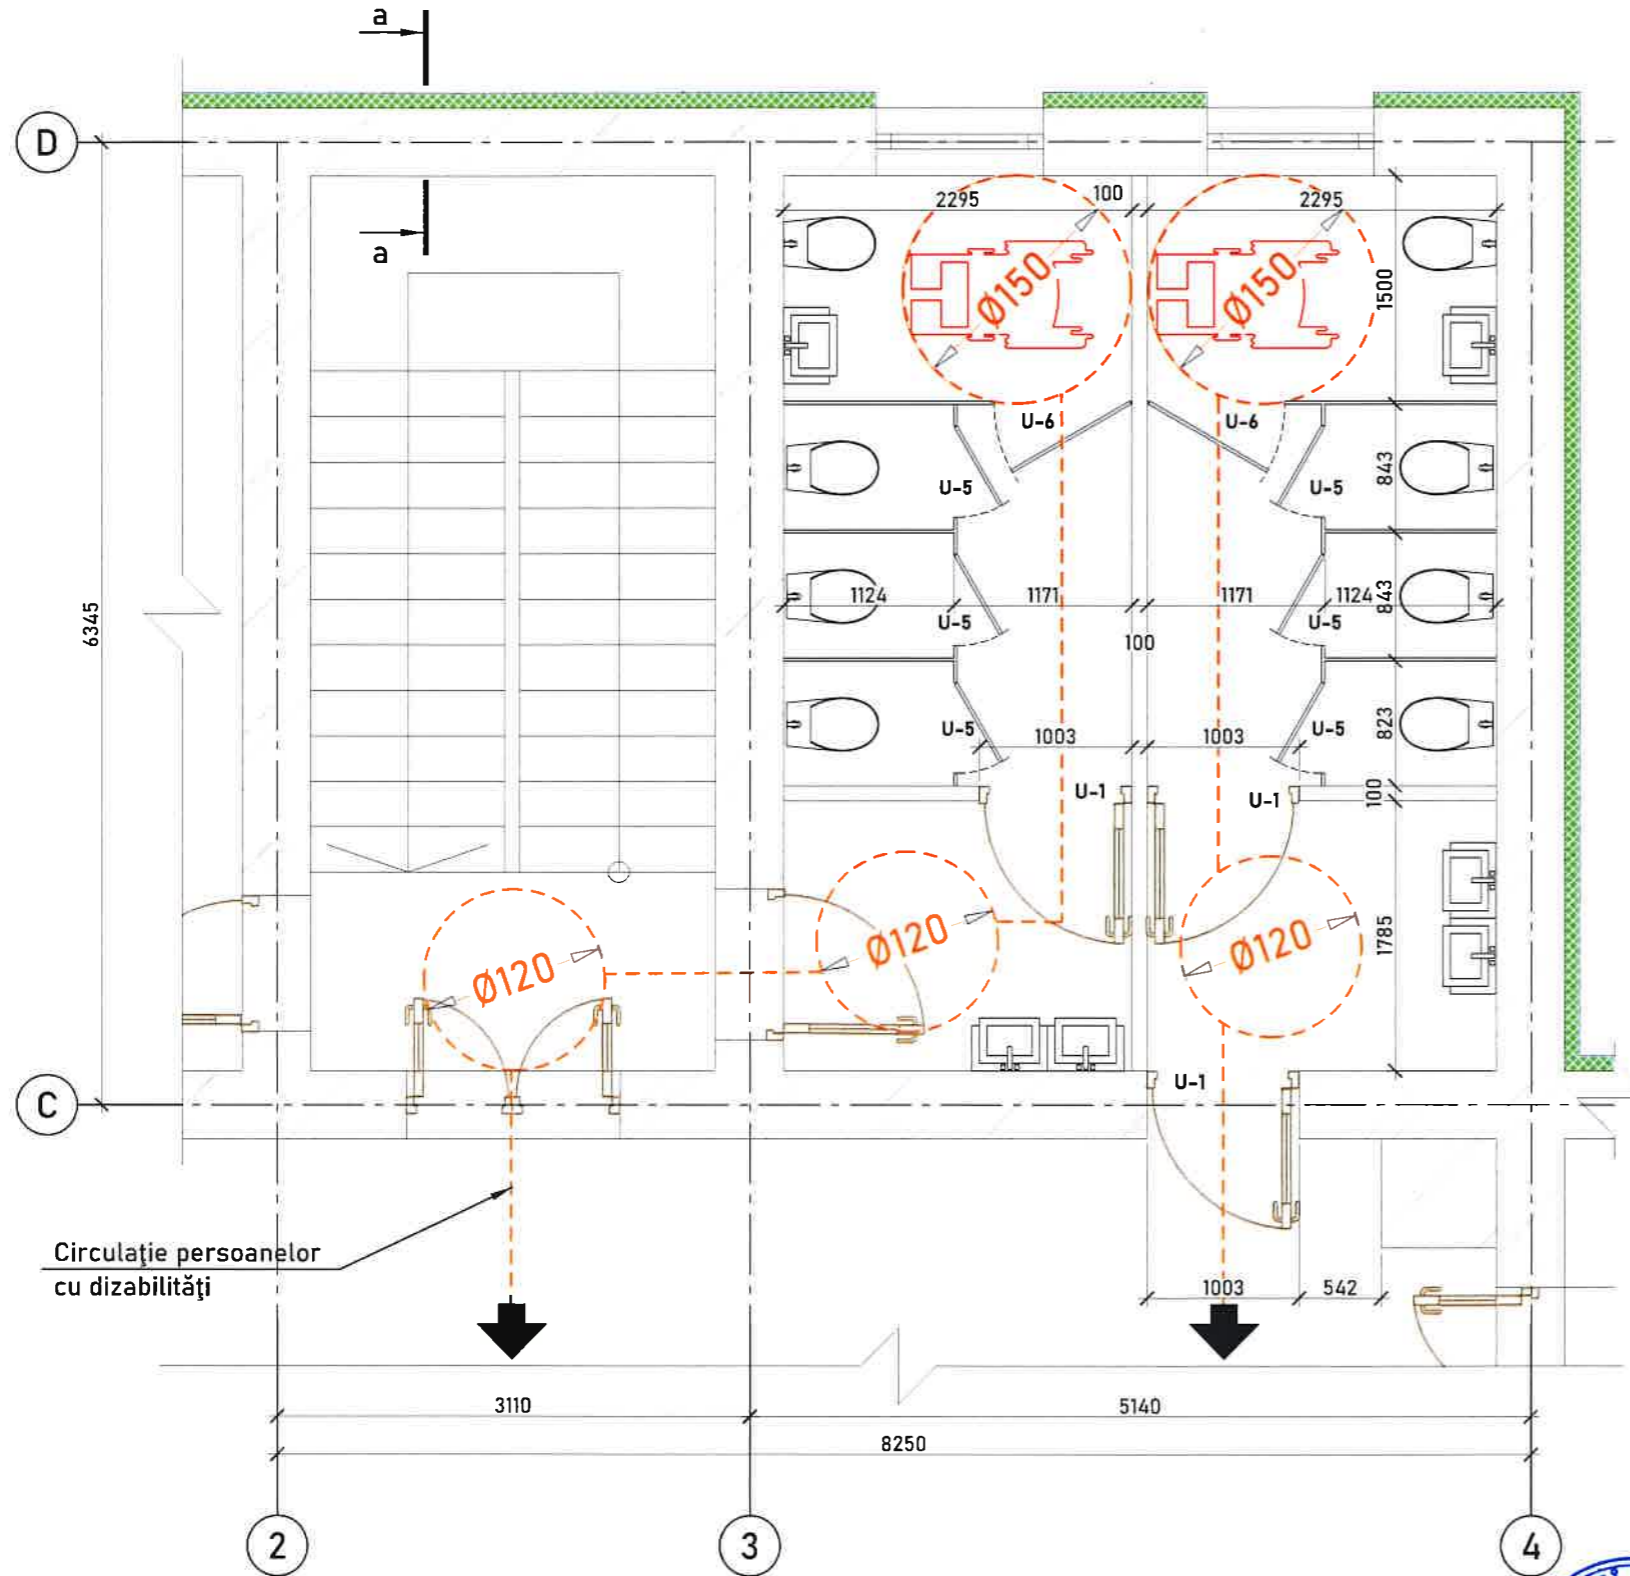 a
D
a
2295
100
2295
Ø150
Ø150
1500
U-6
U-6
U-5
U-5
843
6345
1124
1171
1171
1124
843
U-5
U-5
100
U-5
1003
1003
U-5
823
U-1
U-1
100
Ø120
Ø120
Ø120
1785
U-1
C
Circulaţie persoanelor
cu dizabilităţi
1003
542
3110
5140
8250
2
3
4